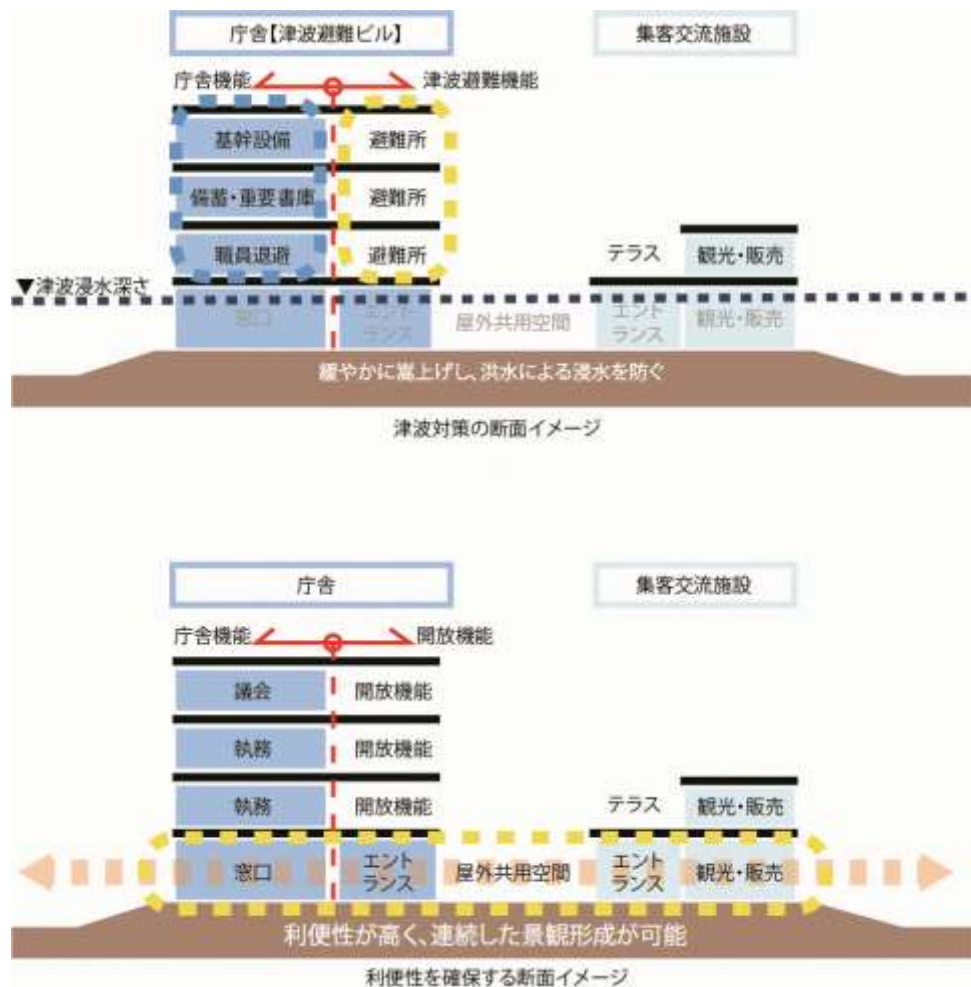 庁舎【津波避難ビル】
集客交流施設
庁舎機能
津波避難機能
基幹設備
避難所
備蓄・重要書庫
避難所
職員退避
避難所
テラス
観光・販売
▼津波浸水深さ
窓口
エント
ランス
屋外共用空間
エント
ランス
観光・販売
緩やかに嵩上げし、洪水による浸水を防ぐ
津波対策の断面イメージ
庁舎
集客交流施設
庁舎機能
開放機能
議会
開放機能
執務
開放機能
執務
開放機能
テラス
観光・販売
窓口
エント
ランス
屋外共用空間
エント
ランス
観光・販売
利便性が高く、連続した景観形成が可能
利便性を確保する断面イメージ